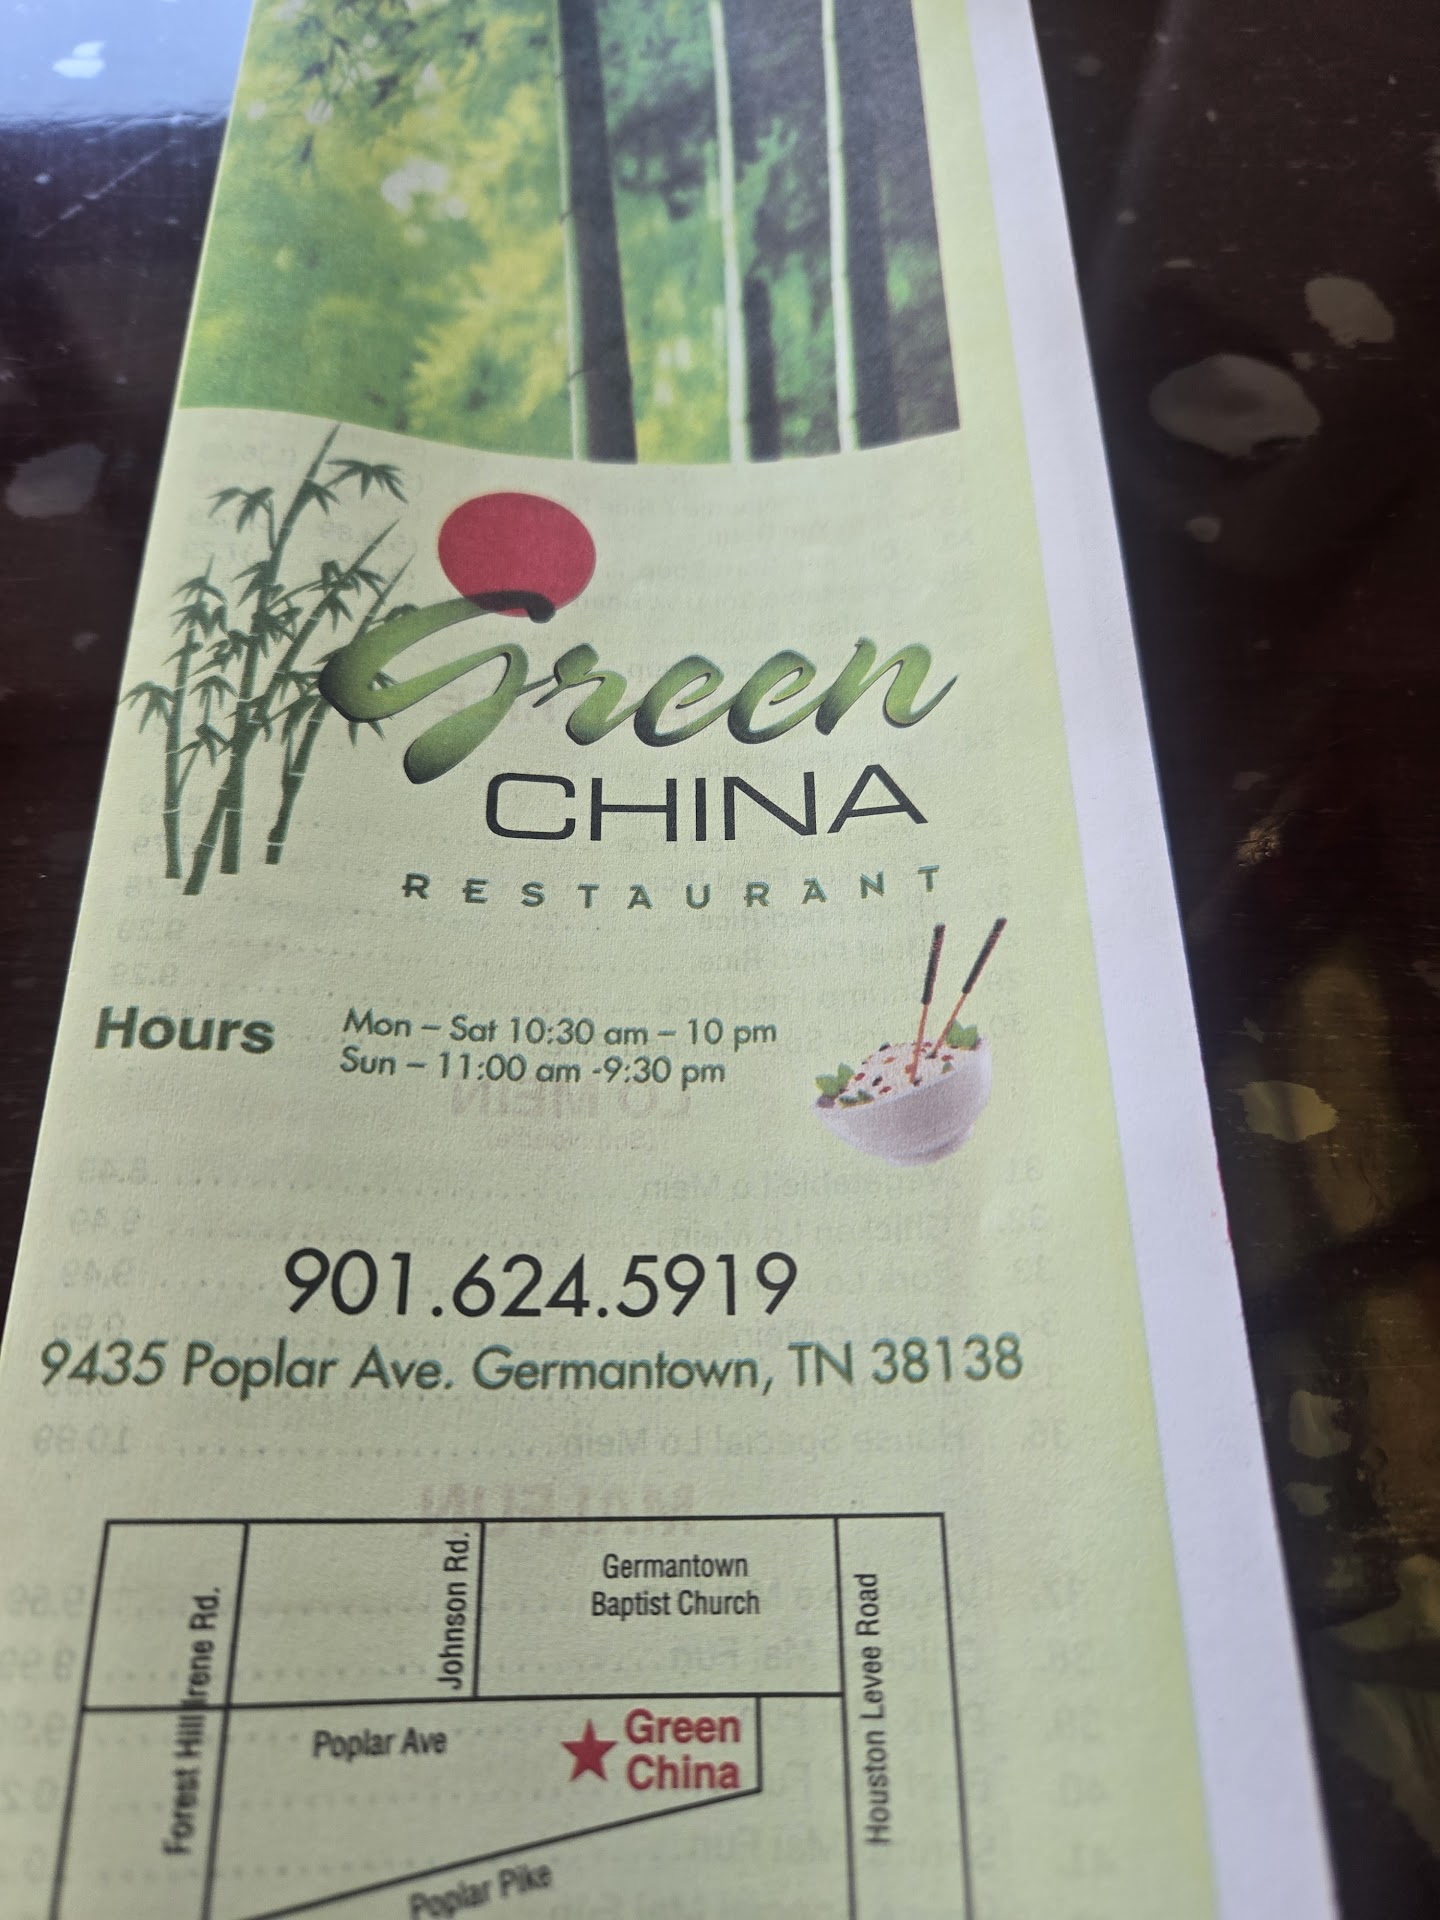 Green
CHINA
RESTAURANT
Hours
Mon – Sat 10:30 am – 10 pm
Sun – 11:00 am -9:30 pm
901.624.5919
9435 Poplar Ave. Germantown, TN 38138
Forest Hill Irene Rd.
Johnson Rd.
Germantown
Baptist Church
Houston Levee Road
Poplar Ave
Green
China
Poplar Pike